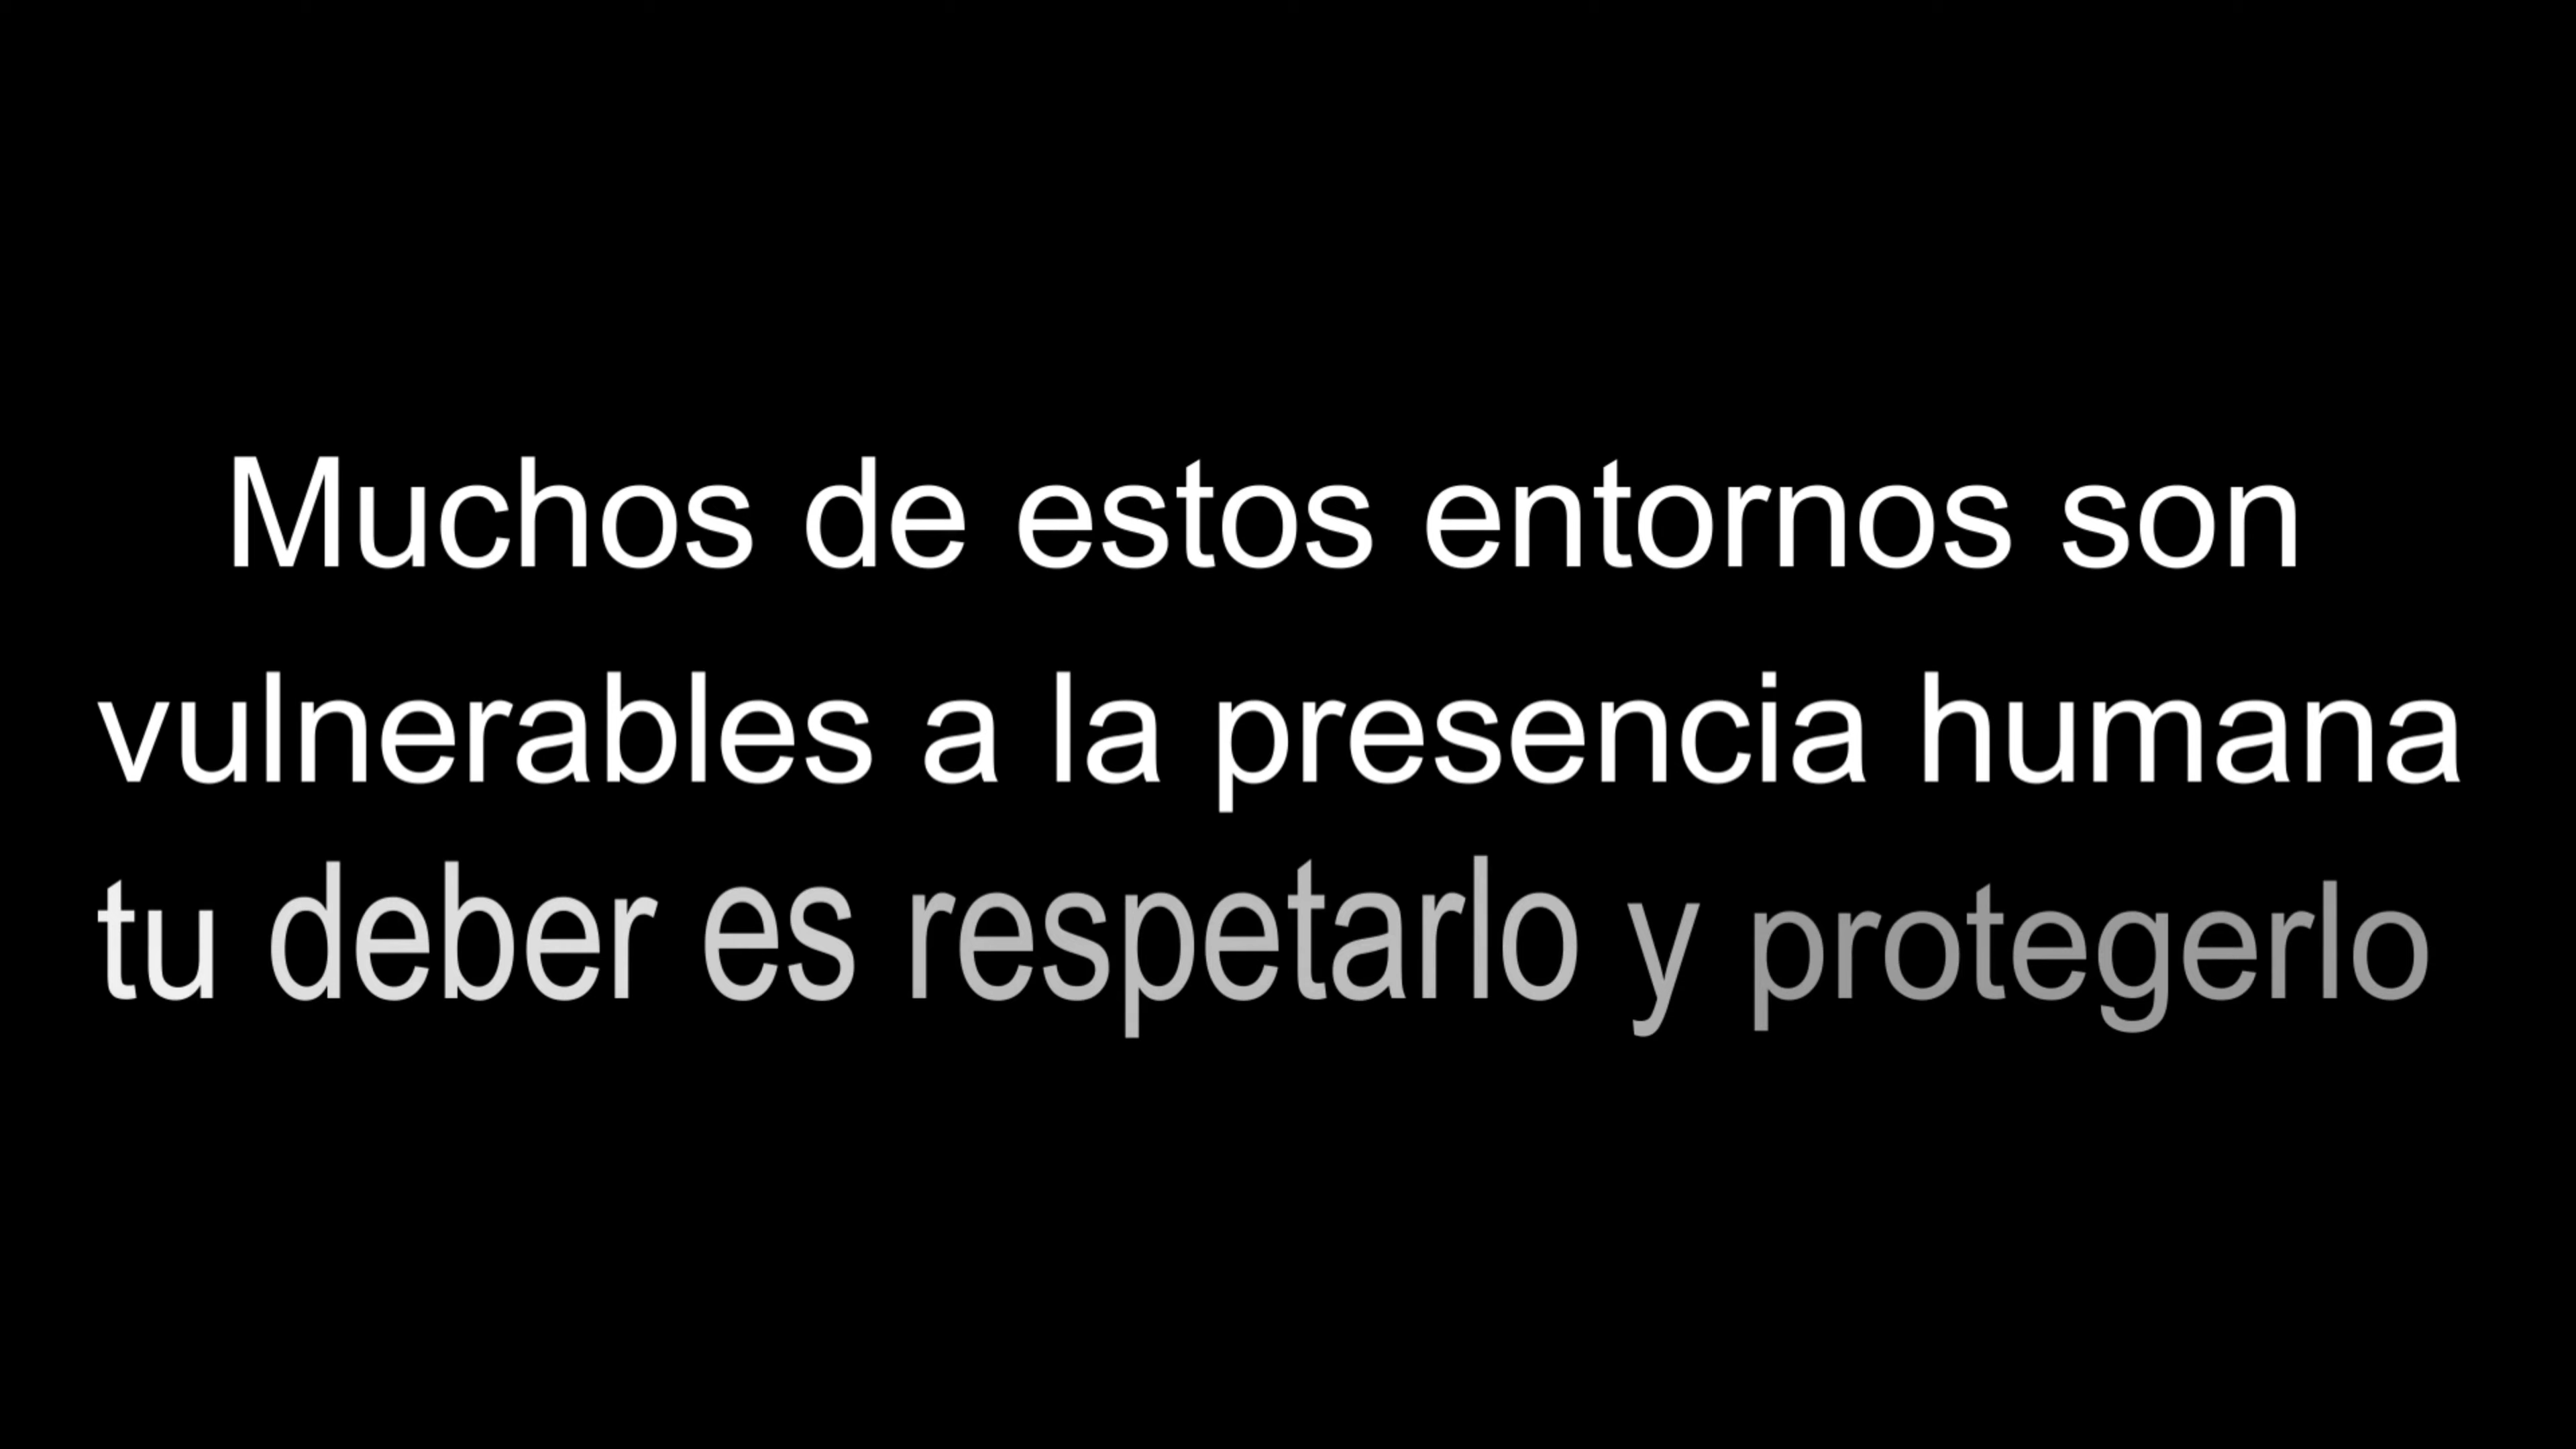 Muchos de estos entornos son
vulnerables a la presencia humana
tu deber es respetarlo y protegerlo